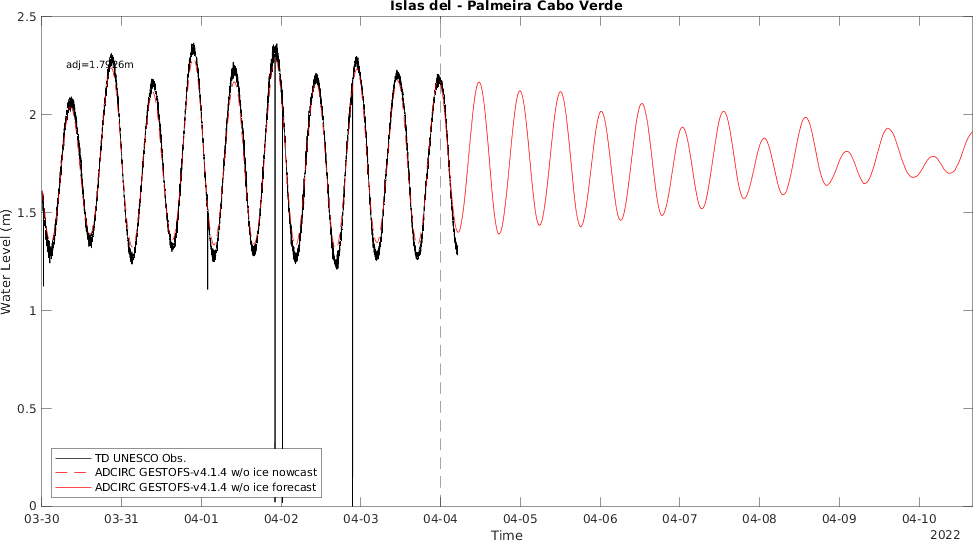 Islas del - Palmeira Cabo Verde
2.5
adj=1.7926m
2
1.5
Water Level (m)
1
0.5
TD UNESCO Obs.
ADCIRC GESTOFS-v4.1.4 w/o ice nowcast
ADCIRC GESTOFS-v4.1.4 w/o ice forecast
0
03-30 03-31 04-01 04-02 04-03 04-04 04-05 04-06 04-07 04-08 04-09 04-10
Time
2022